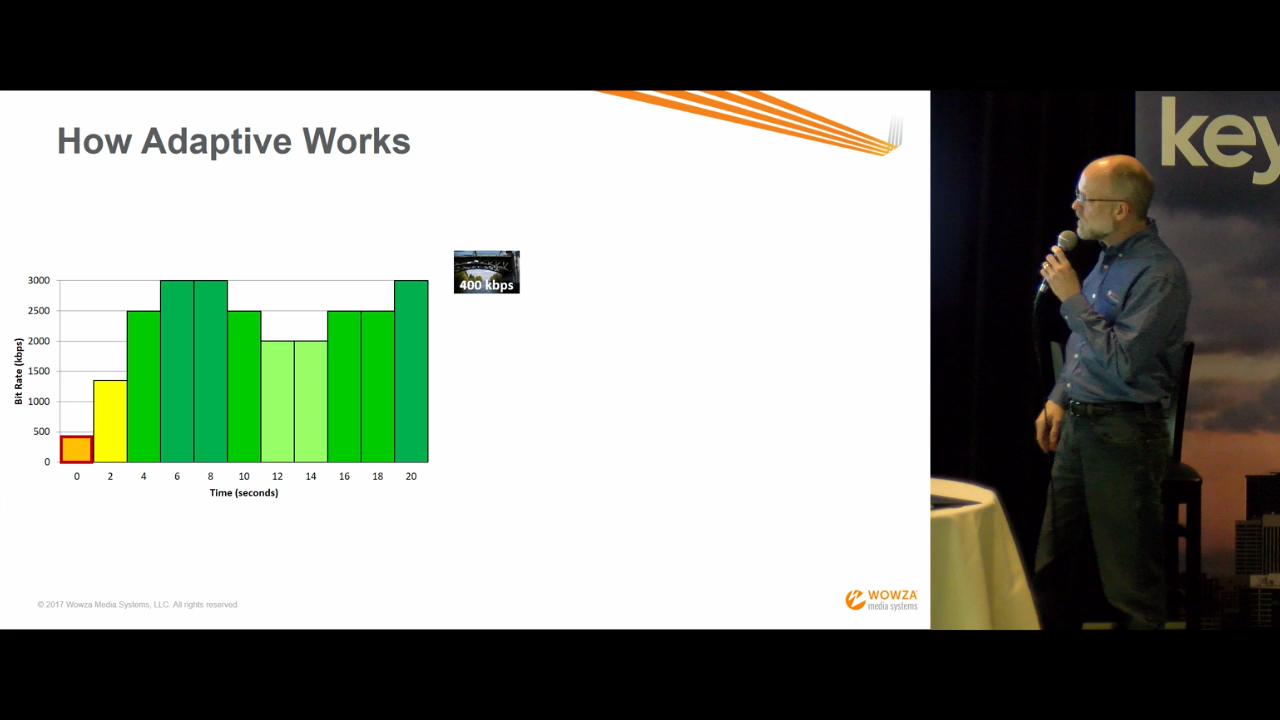 How Adaptive Works
key
400 kbps
3000
2500
2000
1500
1000
500
0
Bit Rate (kbps)
0 2 4 6 8 10 12 14 16 18 20
Time (seconds)
© 2017 Wowza Media Systems, LLC. All rights reserved.
WOWZA
media systems